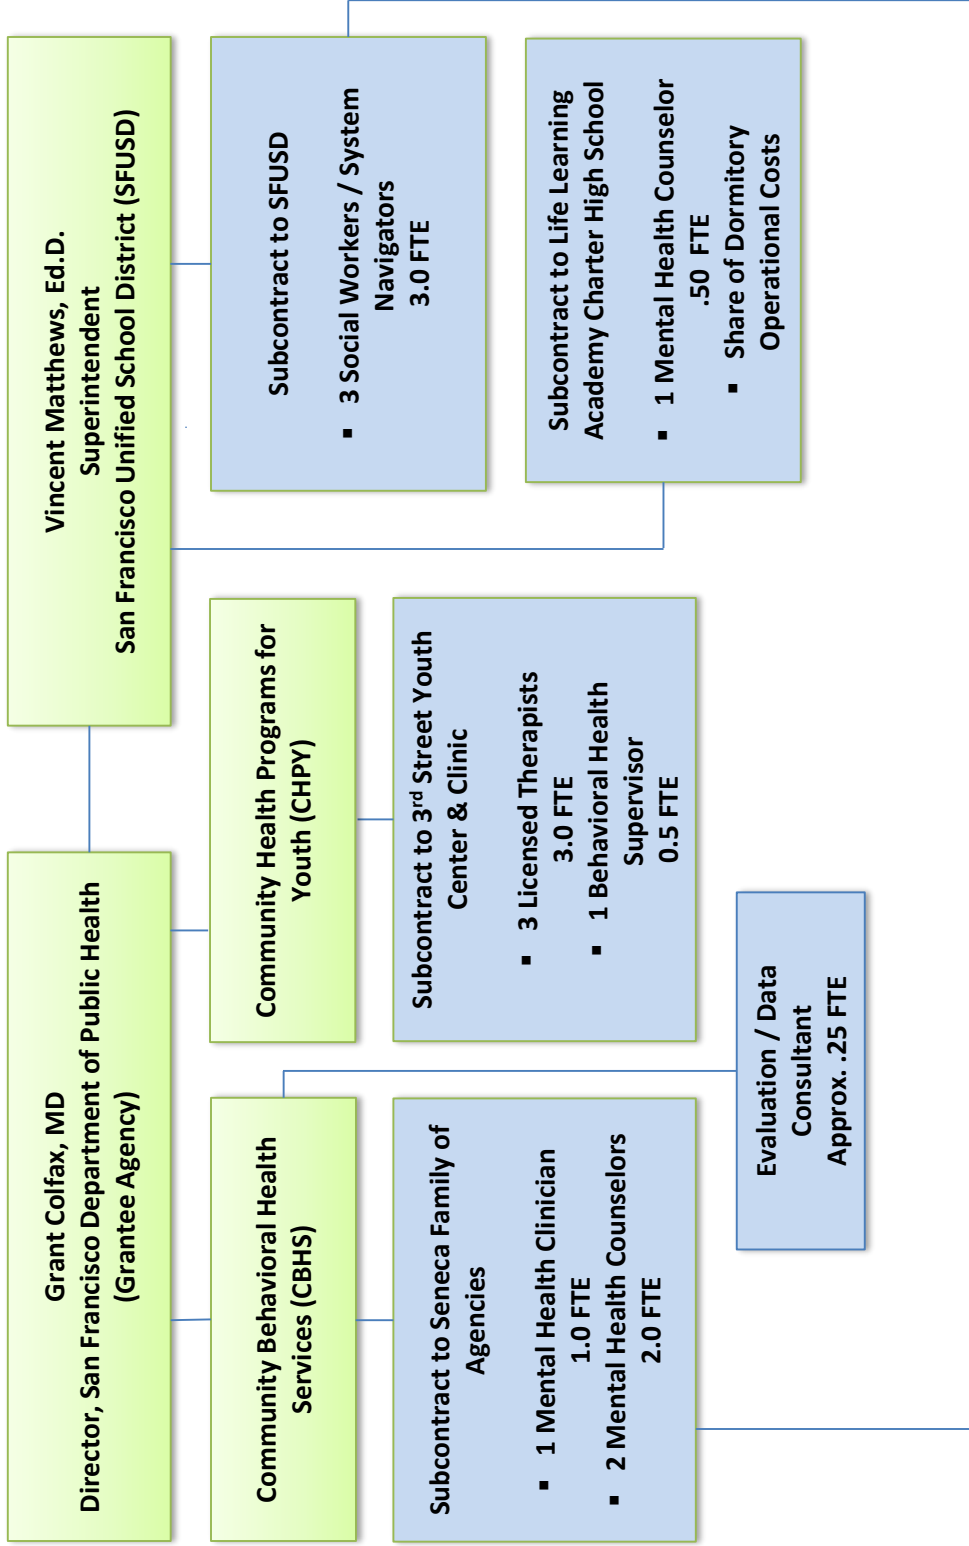 Grant Colfax, MD
Director, San Francisco Department of Public Health
(Grantee Agency)
Vincent Matthews, Ed.D.
Superintendent
San Francisco Unified School District (SFUSD)
Community Behavioral Health
Services (CBHS)
Community Health Programs for
Youth (CHPY)
Subcontract to Seneca Family of
Agencies
▪ 1 Mental Health Clinician
1.0 FTE
▪ 2 Mental Health Counselors
2.0 FTE
Subcontract to 3rd Street Youth
Center & Clinic
▪ 3 Licensed Therapists
3.0 FTE
▪ 1 Behavioral Health
Supervisor
0.5 FTE
Subcontract to SFUSD
▪ 3 Social Workers / System
Navigators
3.0 FTE
Subcontract to Life Learning
Academy Charter High School
▪ 1 Mental Health Counselor
.50 FTE
▪ Share of Dormitory
Operational Costs
Evaluation / Data
Consultant
Approx. .25 FTE